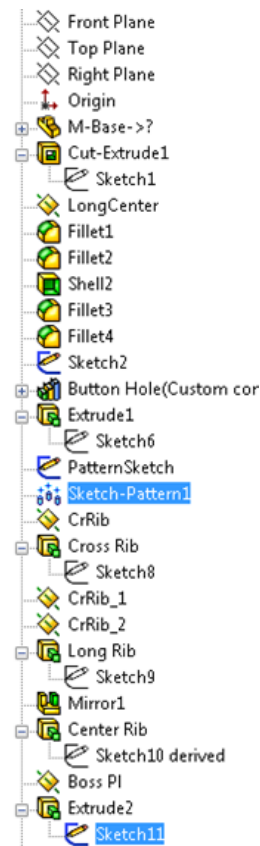 Front Plane
Top Plane
Right Plane
Origin
M-Base->?
Cut-Extrude1
Sketch1
LongCenter
Fillet1
Fillet2
Shell2
Fillet3
Fillet4
Sketch2
Button Hole(Custom cor
Extrude1
Sketch6
PatternSketch
Sketch-Pattern1
CrRib
Cross Rib
Sketch8
CrRib_1
CrRib_2
Long Rib
Sketch9
Mirror1
Center Rib
Sketch10 derived
Boss Pl
Extrude2
Sketch11